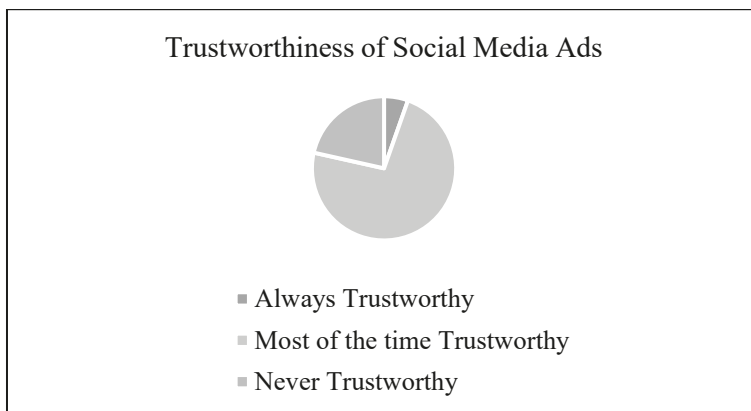 Trustworthiness of Social Media Ads
Always Trustworthy
Most of the time Trustworthy
Never Trustworthy